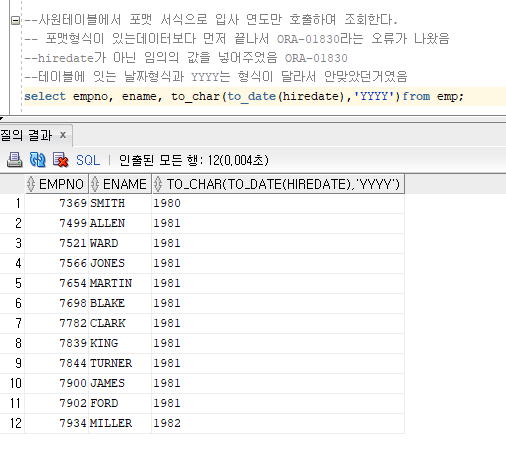 --사원테이블에서 포맷 서식으로 입사 연도만 호출하며 조회한다.
-- 포맷형식이 있는데이터보다 먼저 끝나서 ORA-01830라는 오류가 나왔음
--hiredate가 아닌 임의의 값을 넣어주었음 ORA-01830
--테이블에 잇는 날짜형식과 YYYY는 형식이 달라서 안맞았던거였음
select empno, ename, to_char(to_date(hiredate),'YYYY')from emp;
질의 결과 x
SQL | 인출된 모든 행: 12(0,004초)
EMPNO ENAME TO_CHAR(TO_DATE(HIREDATE),'YYYY')
1 7369 SMITH 1980
2 7499 ALLEN 1981
3 7521 WARD 1981
4 7566 JONES 1981
5 7654 MARTIN 1981
6 7698 BLAKE 1981
7 7782 CLARK 1981
8 7839 KING 1981
9 7844 TURNER 1981
10 7900 JAMES 1981
11 7902 FORD 1981
12 7934 MILLER 1982